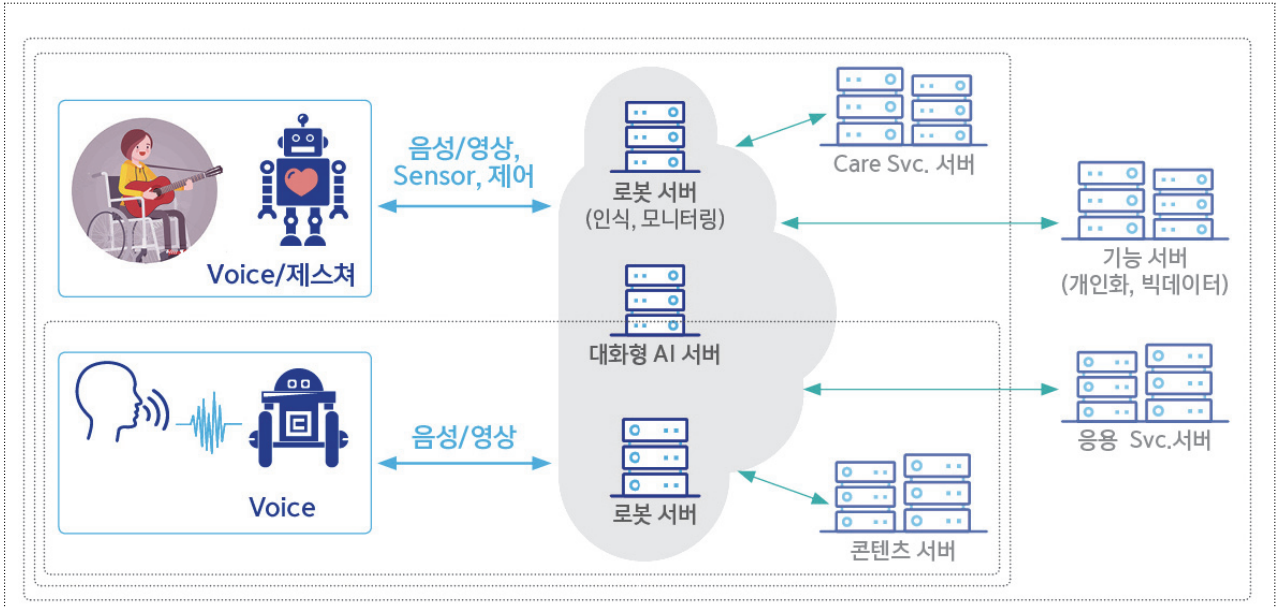 음성/영상,
Sensor, 제어
Voice/제스쳐
로봇 서버
(인식, 모니터링)
Care Svc. 서버
기능 서버
(개인화, 빅데이터)
대화형 AI 서버
음성/영상
Voice
로봇 서버
응용 Svc.서버
콘텐츠 서버